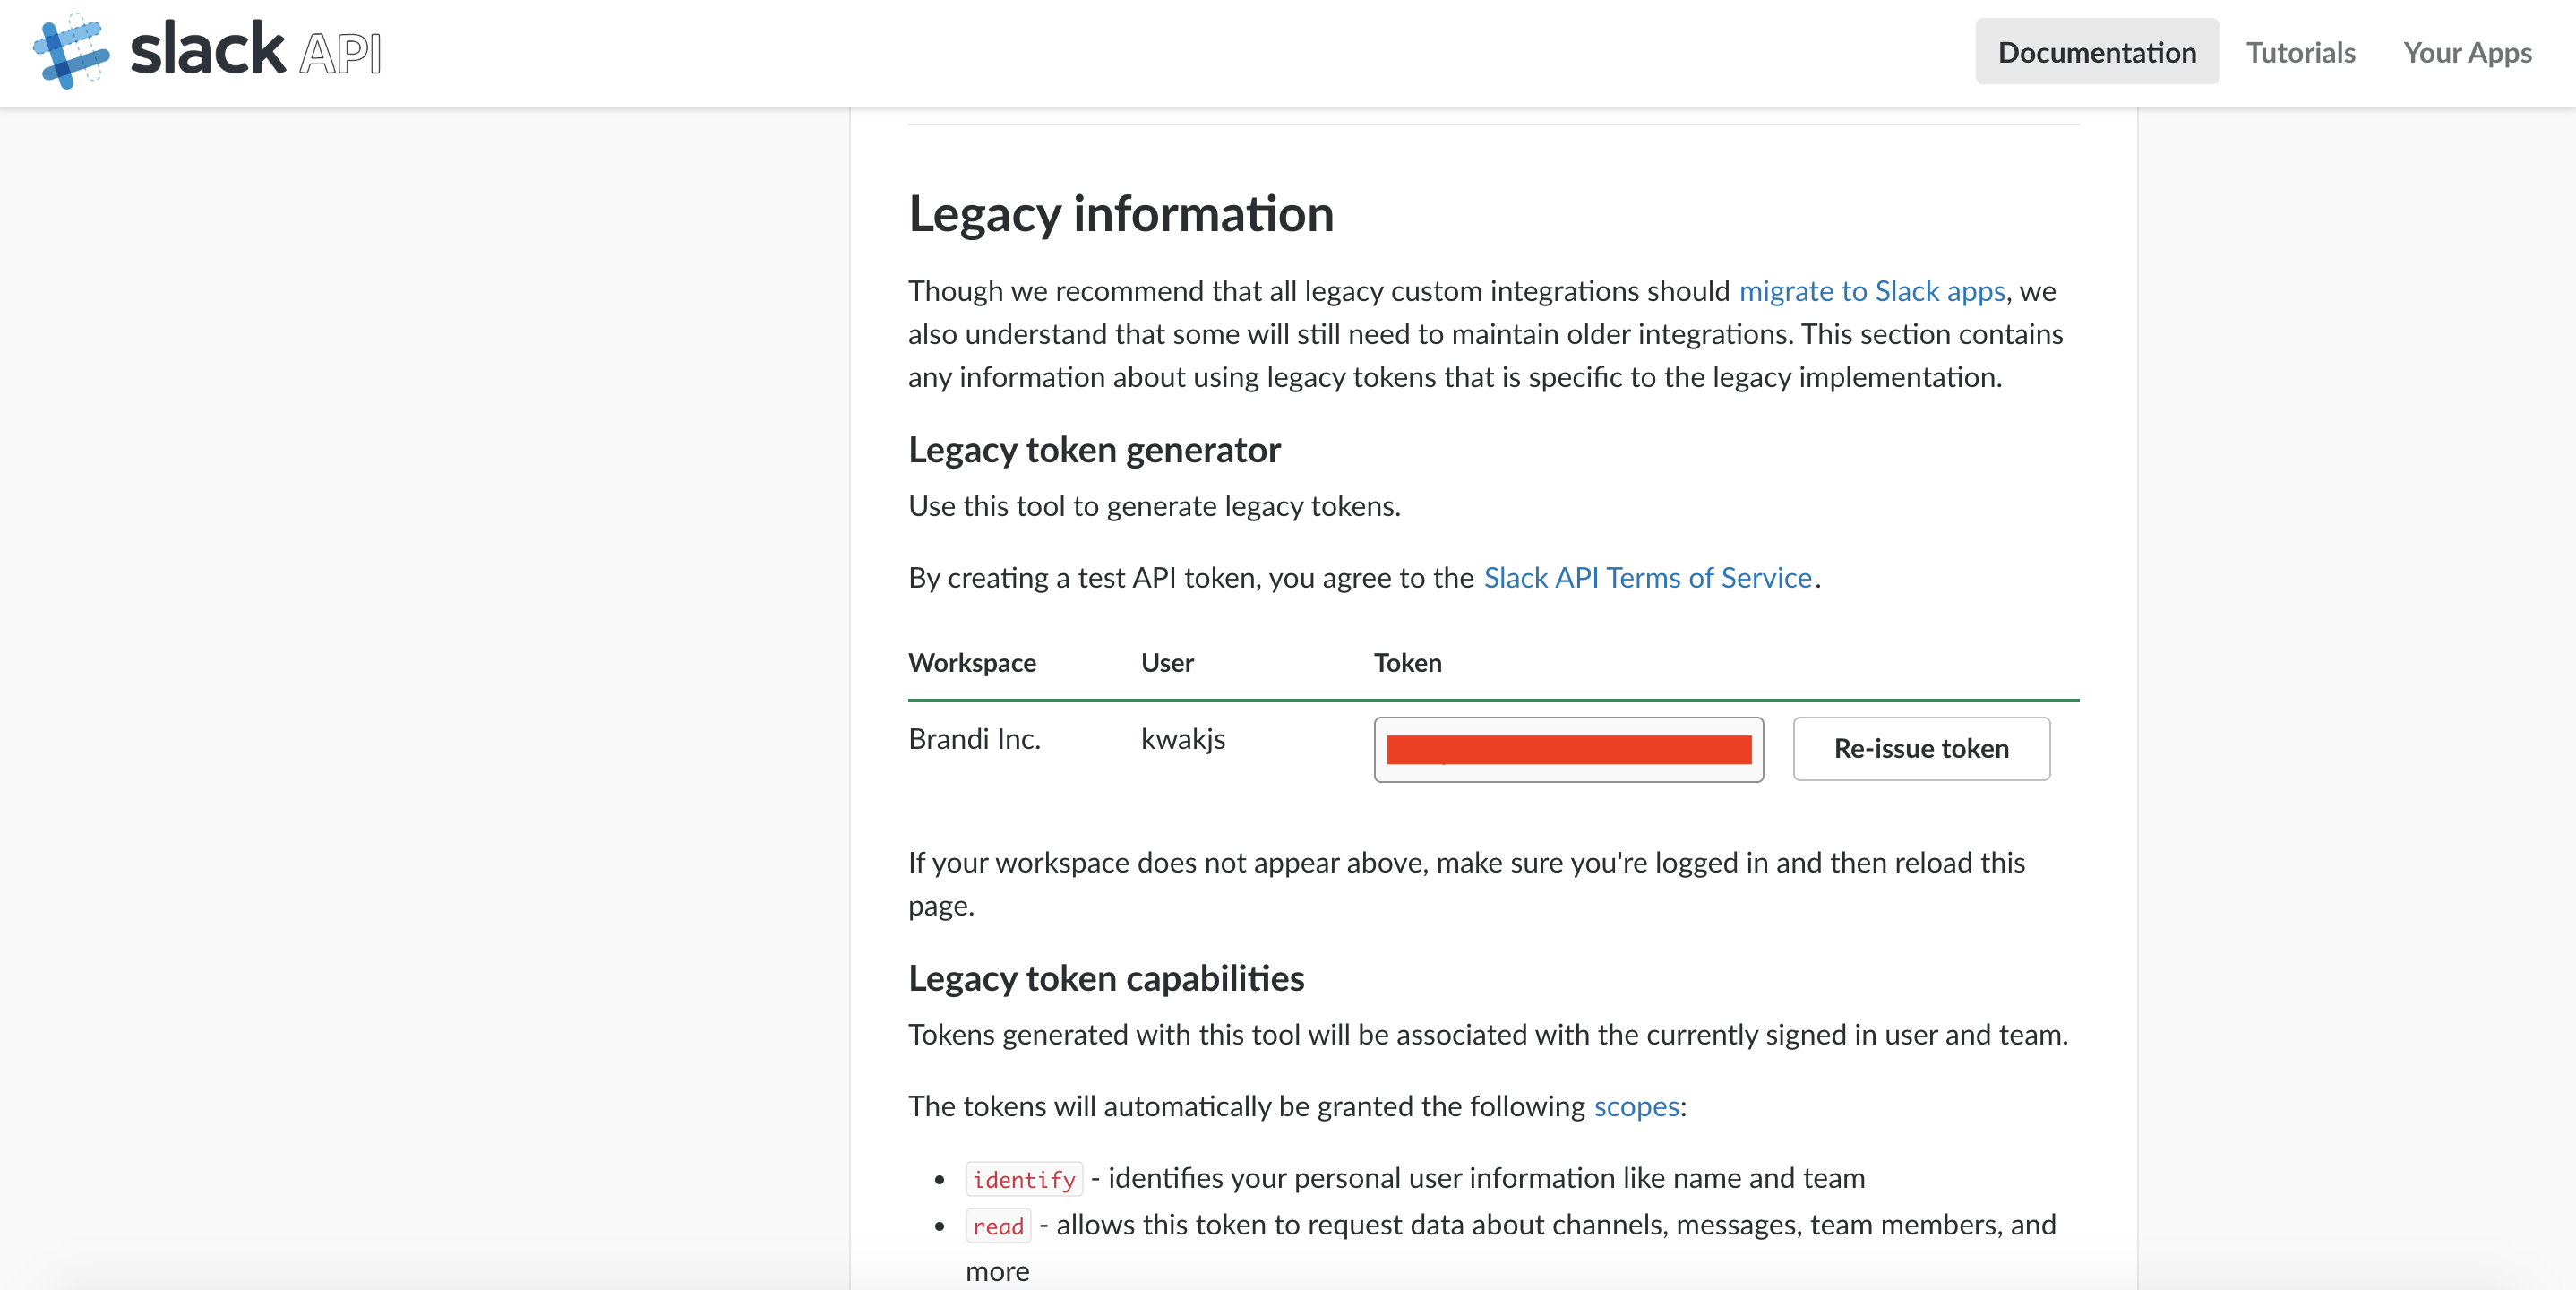 slack API
Documentation
Tutorials
Your Apps
Legacy information
Though we recommend that all legacy custom integrations should migrate to Slack apps, we
also understand that some will still need to maintain older integrations. This section contains
any information about using legacy tokens that is specific to the legacy implementation.
Legacy token generator
Use this tool to generate legacy tokens.
By creating a test API token, you agree to the Slack API Terms of Service.
Workspace User Token
Brandi Inc. kwakjs Re-issue token
If your workspace does not appear above, make sure you're logged in and then reload this
page.
Legacy token capabilities
Tokens generated with this tool will be associated with the currently signed in user and team.
The tokens will automatically be granted the following scopes:
• identify - identifies your personal user information like name and team
• read - allows this token to request data about channels, messages, team members, and
more